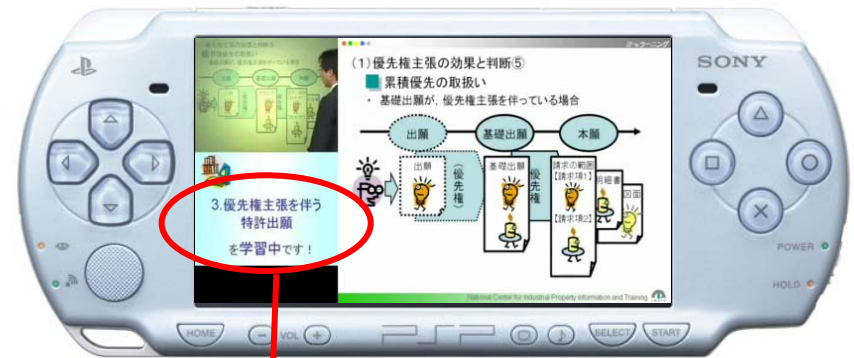 SONY
(1)優先権主張の効果と判断⑤
累積優先の取扱い
・ 基礎出願が、優先権主張を伴っている場合
出願
基礎出願
本願
出願
(優先権)
基礎出願
優先権
請求の範囲
【請求項1】
【請求項2】
明細書
図面
3.優先権主張を伴う
特許出願
を学習中です！
National Center for Industrial Property Information and Training
POWER
HOLD
HOME
VOL
PSP
SELECT
START